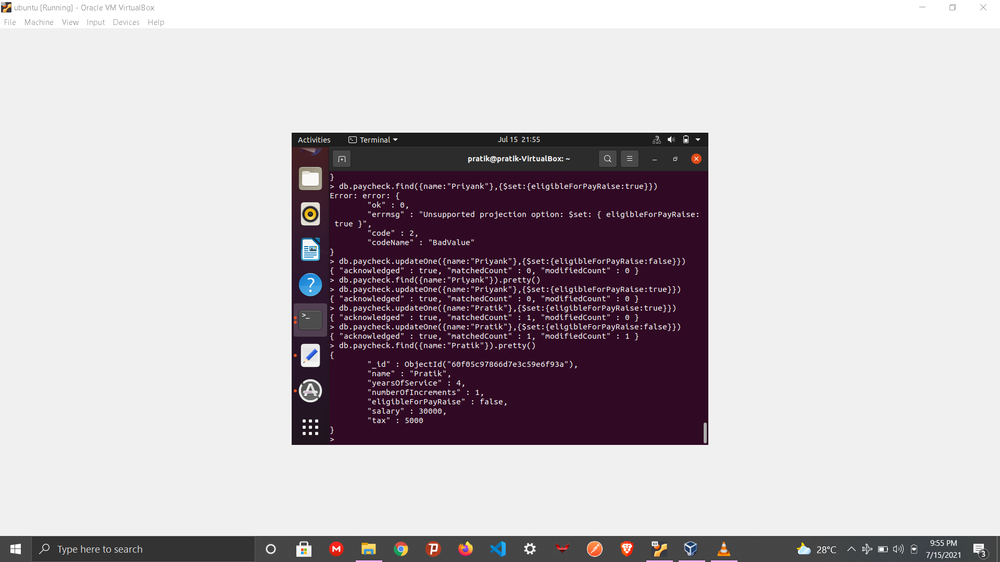 ubuntu [Running] - Oracle VM VirtualBox
File Machine View Input Devices Help
Activities Terminal Jul 15 21:55
pratik@pratik-VirtualBox: ~
}
> db.paycheck.find({name:"Priyank"},{$set:{eligibleForPayRaise:true}})
Error: error: {
"ok" : 0,
"errmsg" : "Unsupported projection option: $set: { eligibleForPayRaise:
true }",
"code" : 2,
"codeName" : "BadValue"
}
> db.paycheck.updateOne({name:"Priyank"},{$set:{eligibleForPayRaise:false}})
{ "acknowledged" : true, "matchedCount" : 0, "modifiedCount" : 0 }
> db.paycheck.find({name:"Priyank"}).pretty()
> db.paycheck.updateOne({name:"Priyank"},{$set:{eligibleForPayRaise:true}})
{ "acknowledged" : true, "matchedCount" : 0, "modifiedCount" : 0 }
> db.paycheck.updateOne({name:"Pratik"},{$set:{eligibleForPayRaise:true}})
{ "acknowledged" : true, "matchedCount" : 1, "modifiedCount" : 0 }
> db.paycheck.updateOne({name:"Pratik"},{$set:{eligibleForPayRaise:false}})
{ "acknowledged" : true, "matchedCount" : 1, "modifiedCount" : 1 }
> db.paycheck.find({name:"Pratik"}).pretty()
{
"_id" : ObjectId("60f05c97866d7e3c59e6f93a"),
"name" : "Pratik",
"yearsOfService" : 4,
"numberOfIncrements" : 1,
"eligibleForPayRaise" : false,
"salary" : 30000,
"tax" : 5000
}
>
Type here to search
28°C
9:55 PM
7/15/2021
3